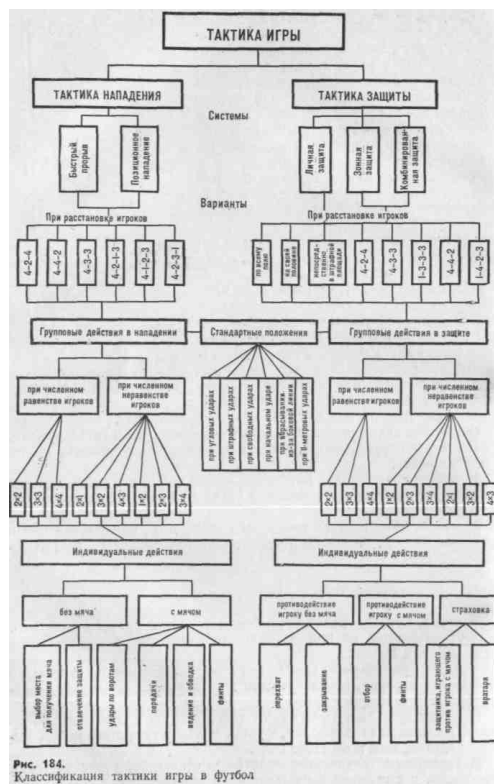 ТАКТИКА ИГРЫ
ТАКТИКА НАПАДЕНИЯ
ТАКТИКА ЗАЩИТЫ
Системы
Быстрый
прорыв
Позиционное
нападение
Личная
защита
Зонная
защита
Комбинирован-
ная защита
Варианты
При расстановке игроков
При расстановке игроков
4-2-4
4-4-2
4-3-3
4-2-1-3
4-1-2-3
4-2-3-1
по всему
полю
на своей
половине
непосред-
ственно
в штрафной
площади
4-2-4
4-3-3
1-3-3-3
4-4-2
1-4-2-3
Групповые действия в нападении
Стандартные положения
Групповые действия в защите
при численном
равенстве игроков
при численном
неравенстве
игроков
при угловых ударах
при штрафных ударах
при свободных ударах
при начальном ударе
при вбрасывании
из-за боковой линии
при 11-метровых ударах
при численном
равенстве игроков
при численном
неравенстве
игроков
2×2
3×3
4×4
2×1
3×2
4×3
1×2
2×3
3×4
2×2
3×3
4×4
1×2
2×3
3×4
2×1
3×2
4×3
Индивидуальные действия
Индивидуальные действия
без мяча
с мячом
противодействие
игроку без мяча
противодействие
игроку с мячом
страховка
выбор места
для получения мяча
отвлечение защиты
удары по воротам
передачи
ведение и обводка
финты
перехват
закрывание
отбор
финты
защитника, играющего
против игрока с мячом
вратаря
Рис. 184.
Классификация тактики игры в футбол